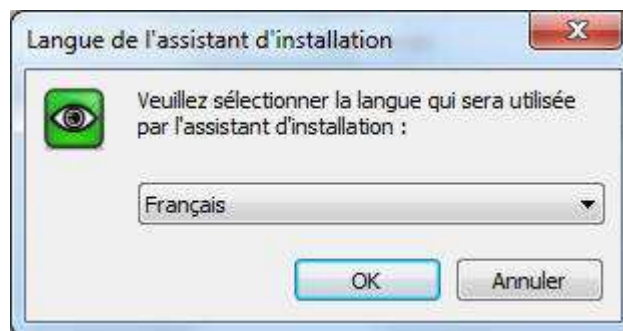 Langue de l'assistant d'installation
Veuillez sélectionner la langue qui sera utilisée
par l'assistant d'installation :
Français
OK Annuler